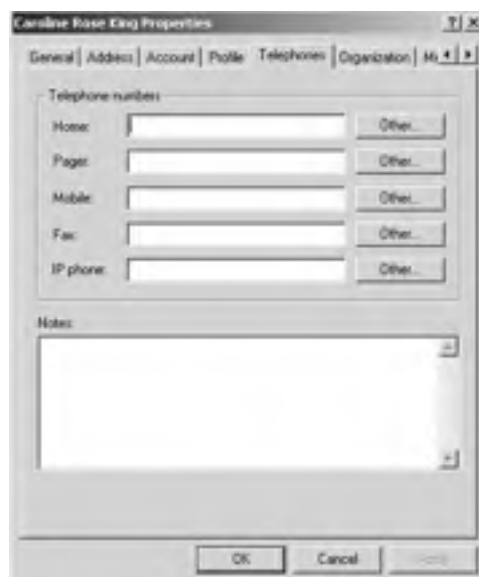 Caroline Rose King Properties
General Address Account Profile Telephones Organization
Telephone numbers
Home: Other...
Pager: Other...
Mobile: Other...
Fax: Other...
IP phone: Other...
Notes:
OK Cancel Apply